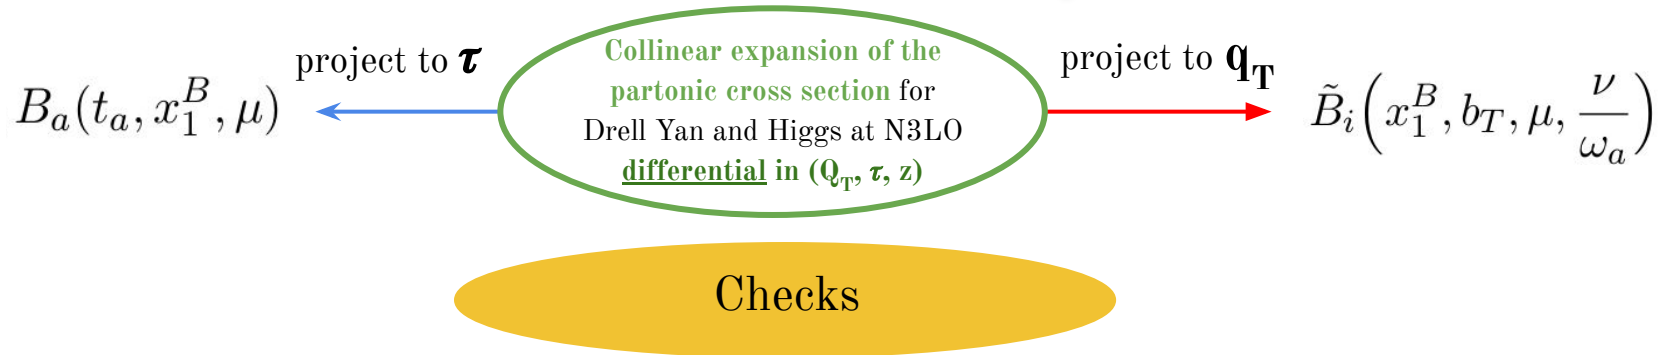 project to τ
Collinear expansion of the
partonic cross section for
Drell Yan and Higgs at N3LO
differential in (Q_T, τ, z)
project to q_T
B_a(t_a, x_1^B, μ)
B̃_i(x_1^B, b_T, μ, ν/ω_a)
Checks